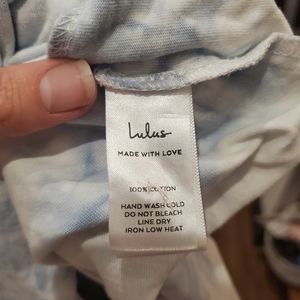 Lulus
MADE WITH LOVE
100% COTTON
HAND WASH COLD
DO NOT BLEACH
LINE DRY
IRON LOW HEAT